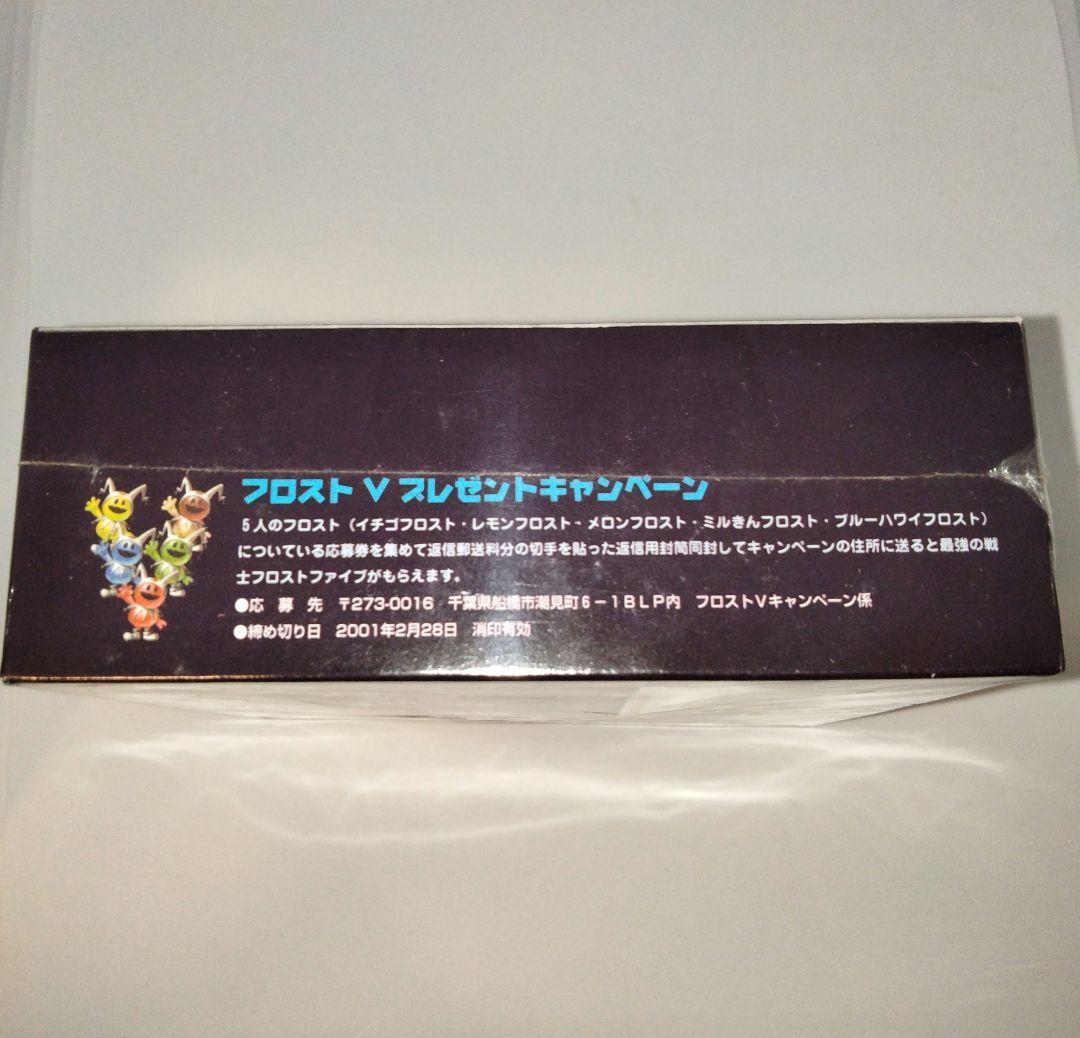 フロスト V プレゼントキャンペーン
5人のフロスト（イチゴフロスト・レモンフロスト・メロンフロスト・ミルきんフロスト・ブルーハワイフロスト）
についている応募券を集めて返信郵送料分の切手を貼った返信用封筒同封してキャンペーンの住所に送ると最強の戦
士フロストファイブがもらえます。
●応 募 先 〒273-0016 千葉県船橋市潮見町6－1BLP内 フロストVキャンペーン係
●締め切り日 2001年2月28日 消印有効